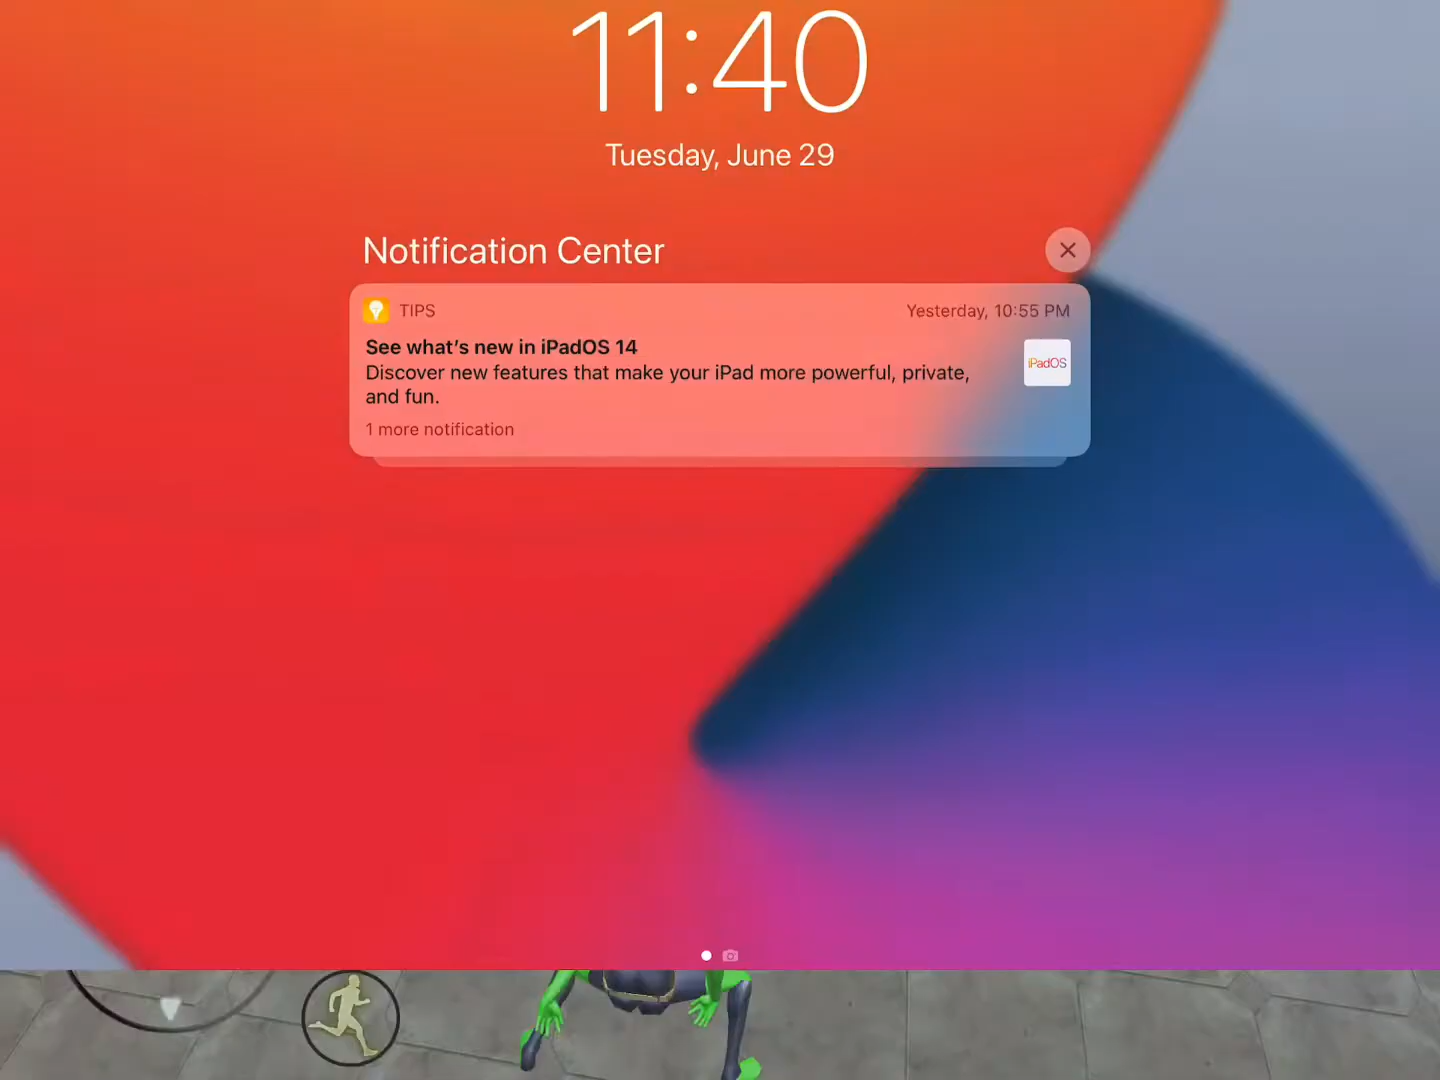 11:40
Tuesday, June 29
Notification Center
TIPS
Yesterday, 10:55 PM
See what's new in iPadOS 14
Discover new features that make your iPad more powerful, private,
and fun.
iPadOS
1 more notification